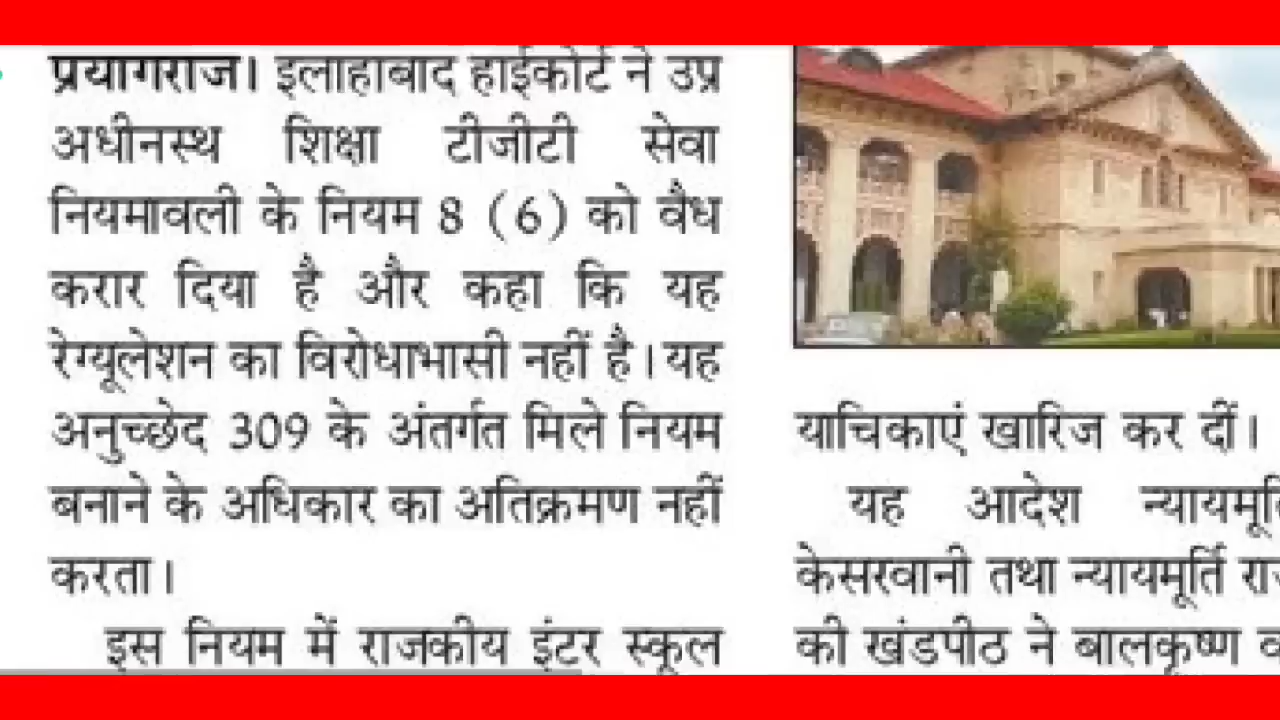 प्रयागराज। इलाहाबाद हाईकोर्ट ने उप्र
अधीनस्थ शिक्षा टीजीटी सेवा
नियमावली के नियम 8 (6) को वैध
करार दिया है और कहा कि यह
रेग्यूलेशन का विरोधाभासी नहीं है। यह
अनुच्छेद 309 के अंतर्गत मिले नियम
बनाने के अधिकार का अतिक्रमण नहीं
करता।
इस नियम में राजकीय इंटर स्कूल
याचिकाएं खारिज कर दीं।
यह आदेश
केसरवानी तथा न्यायमूर्ति
की खंडपीठ ने बालकृष्ण